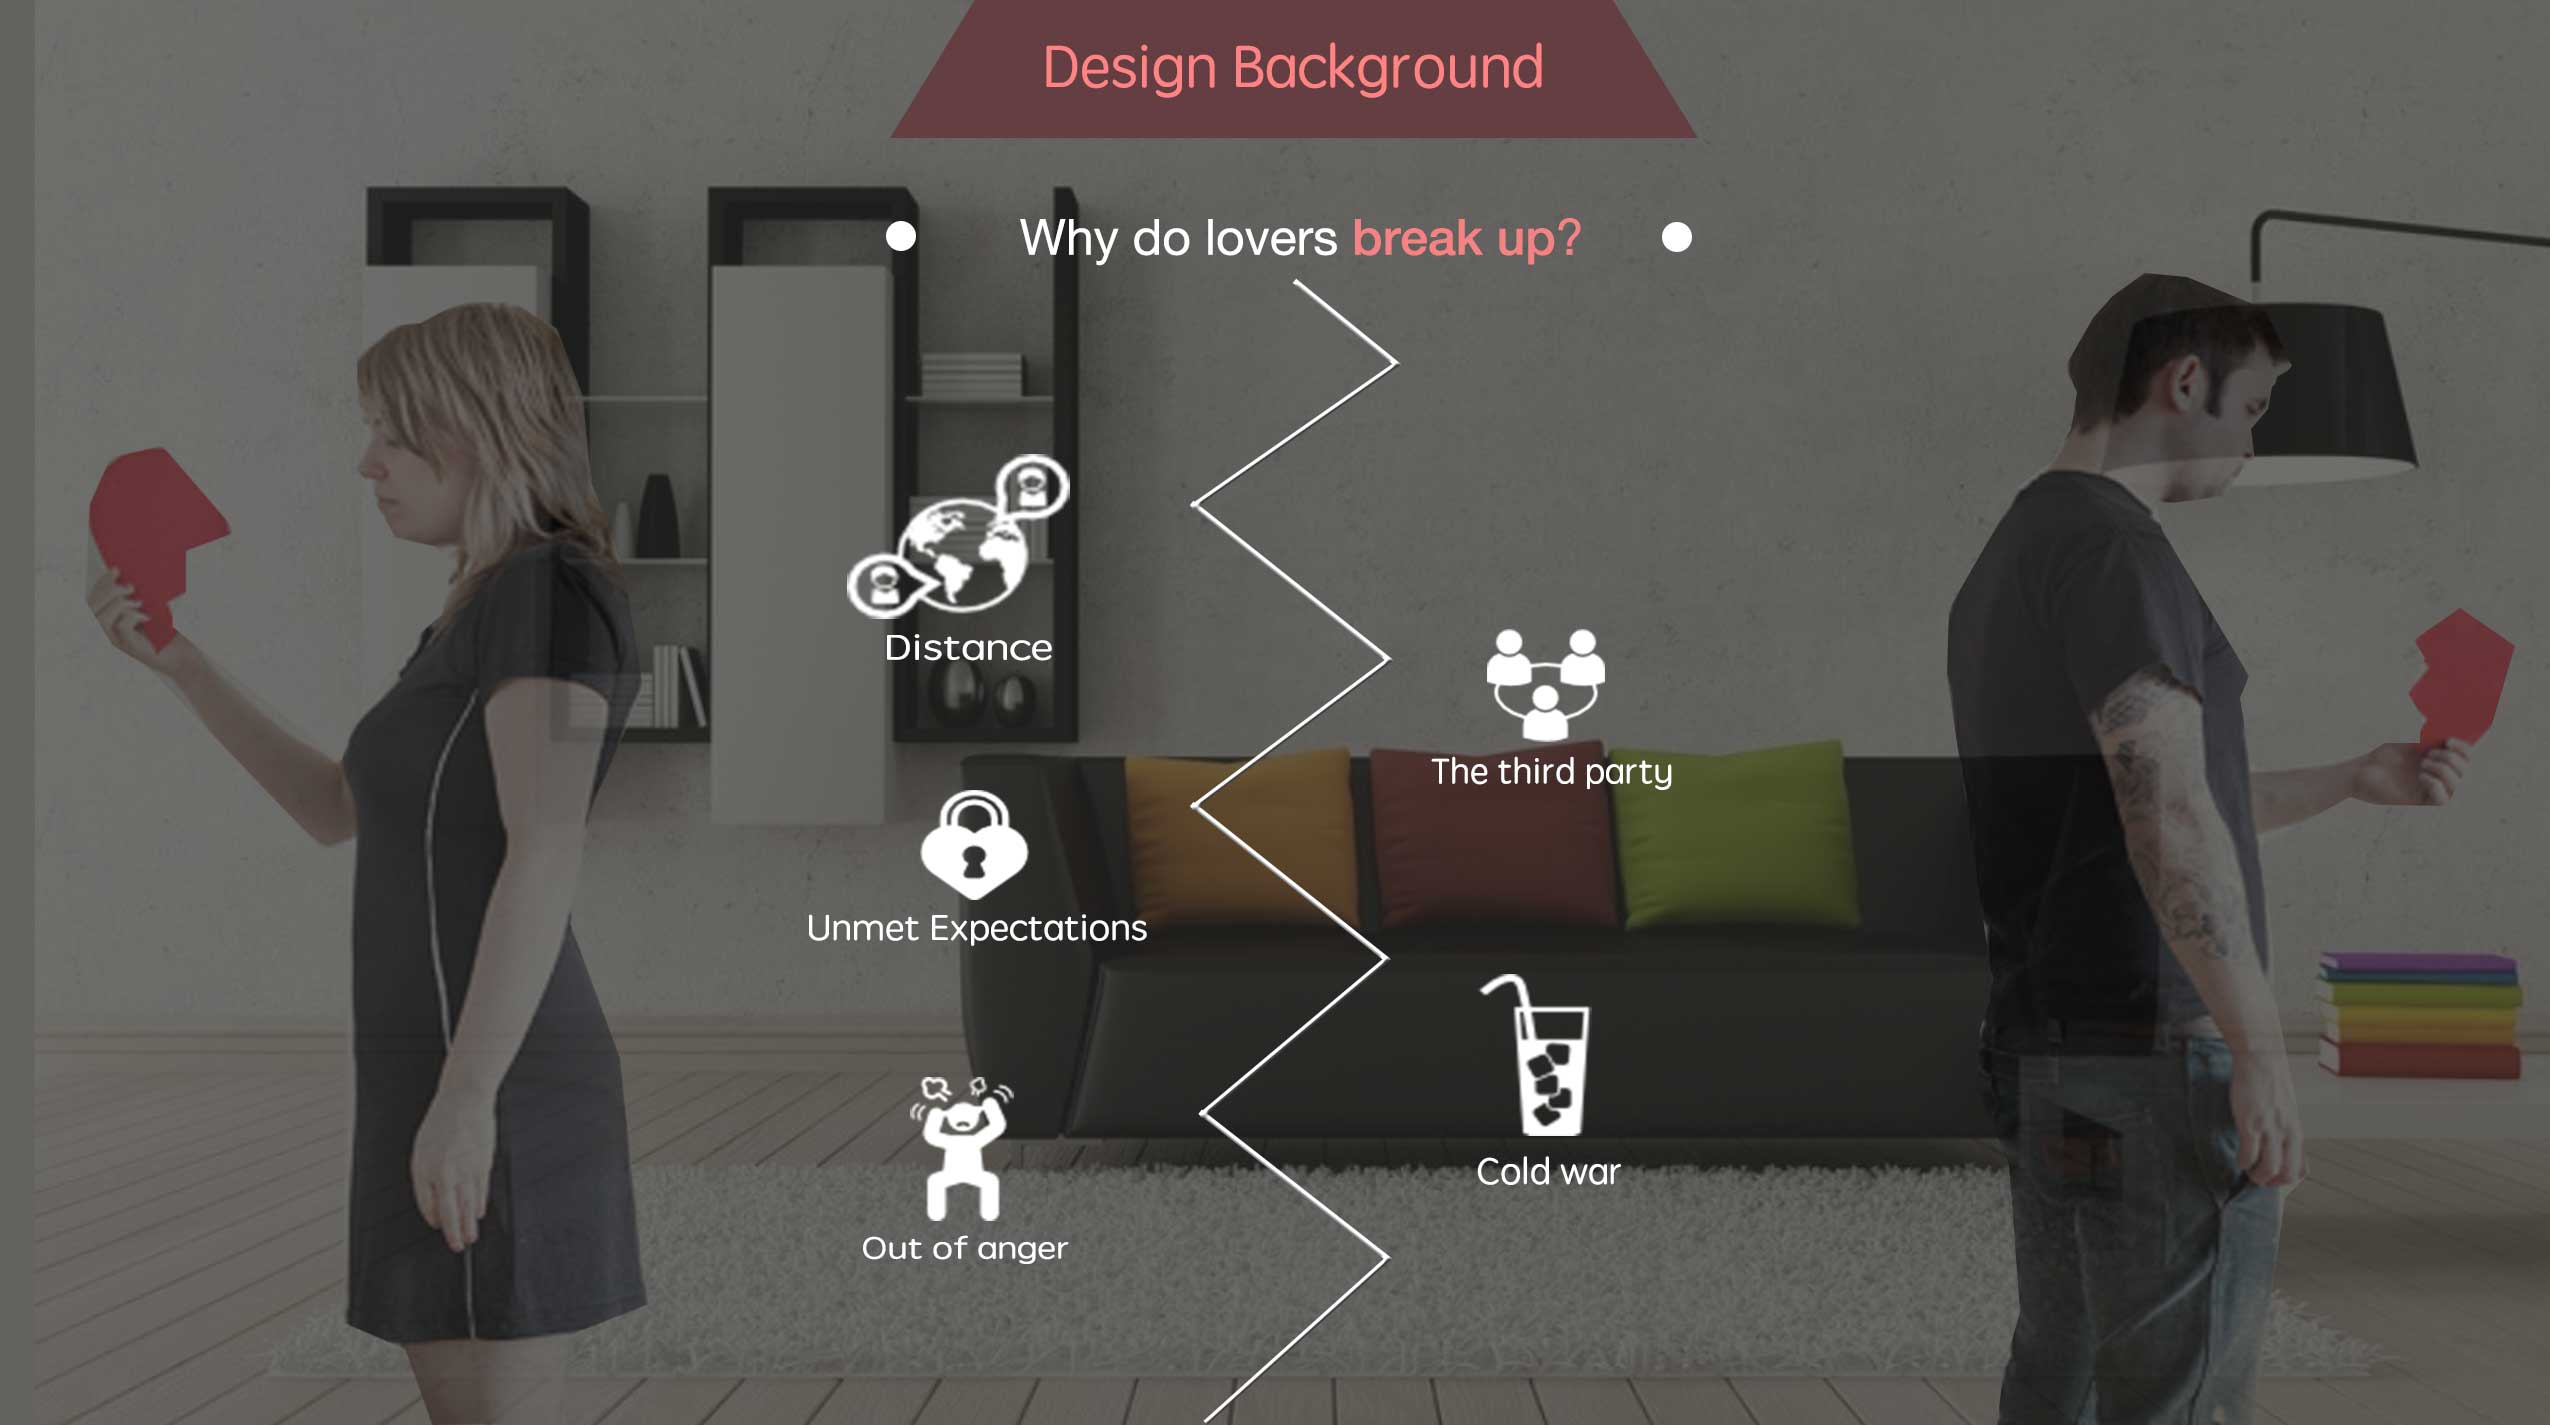 Design Background
Why do lovers break up?
Distance
The third party
Unmet Expectations
Cold war
Out of anger